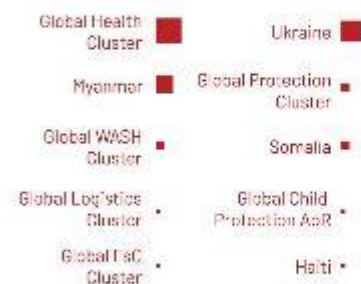 Global Health
Cluster
Ukraine
Myanmar
Global Protection
Cluster
Global WASH
Cluster
Somalia
Global Logistics
Cluster
Global Child
Protection AoR
Global FSC
Cluster
Haiti